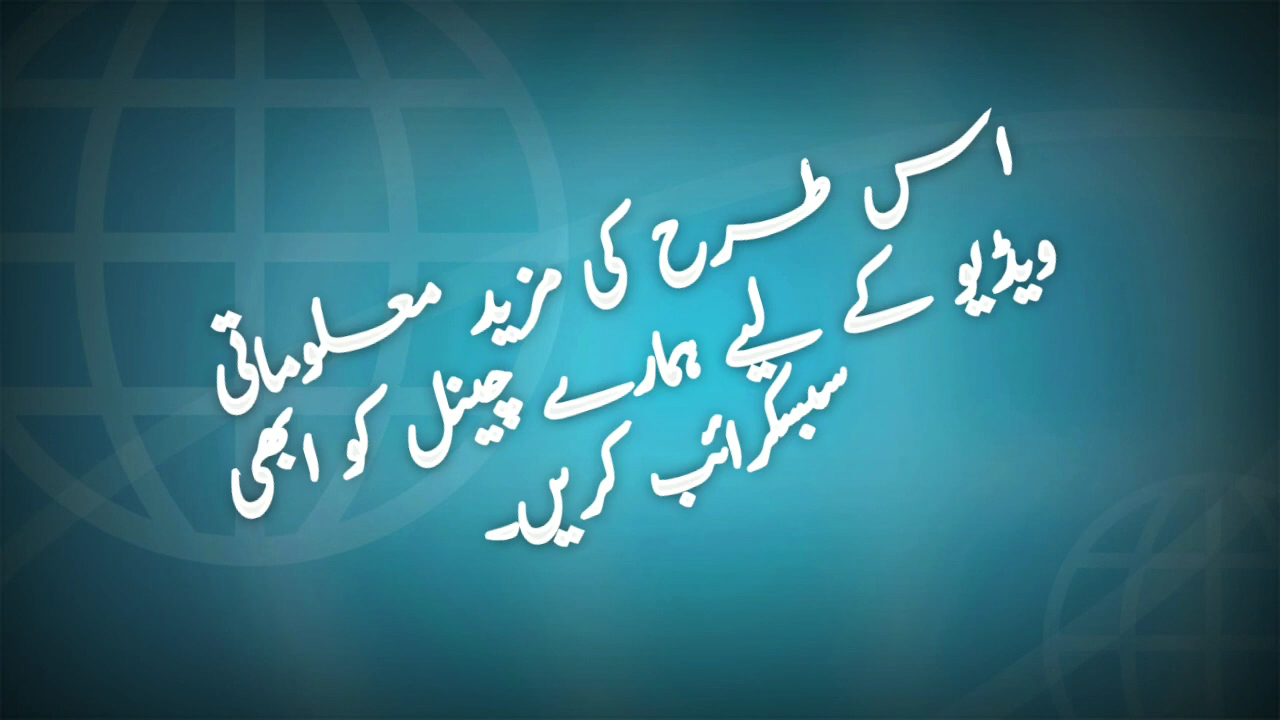 اس طرح کی مزید معلوماتی
ویڈیو کے لیے ہمارے چینل کو ابھی
سبسکرائب کریں۔